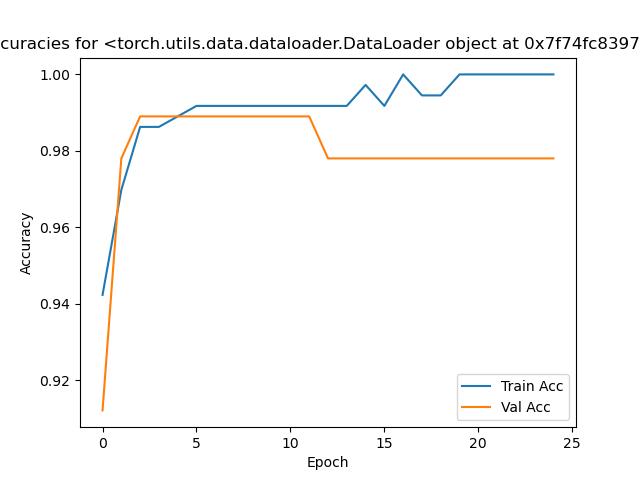 curacies for <torch.utils.data.dataloader.DataLoader object at 0x7f74fc8397
1.00
0.98
0.96
0.94
0.92
Accuracy
Train Acc
Val Acc
0 5 10 15 20 25
Epoch